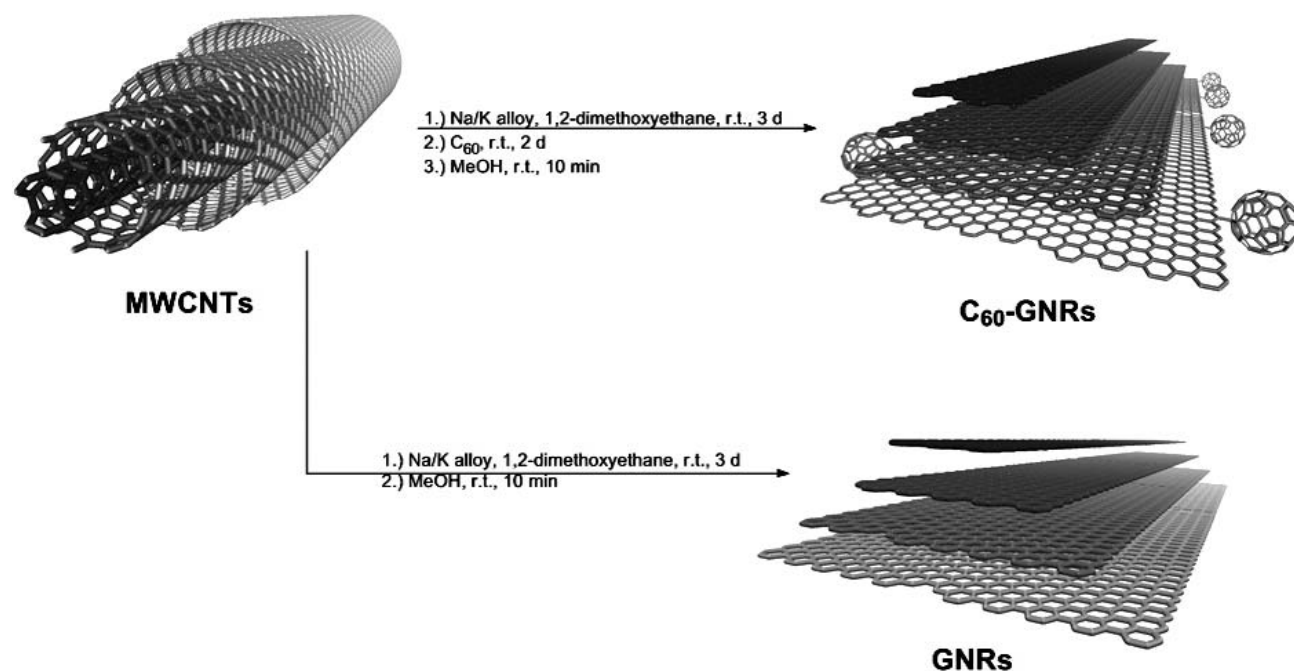 1.) Na/K alloy, 1,2-dimethoxyethane, r.t., 3 d
2.) C₆₀, r.t., 2 d
3.) MeOH, r.t., 10 min
MWCNTs
C₆₀-GNRs
1.) Na/K alloy, 1,2-dimethoxyethane, r.t., 3 d
2.) MeOH, r.t., 10 min
GNRs